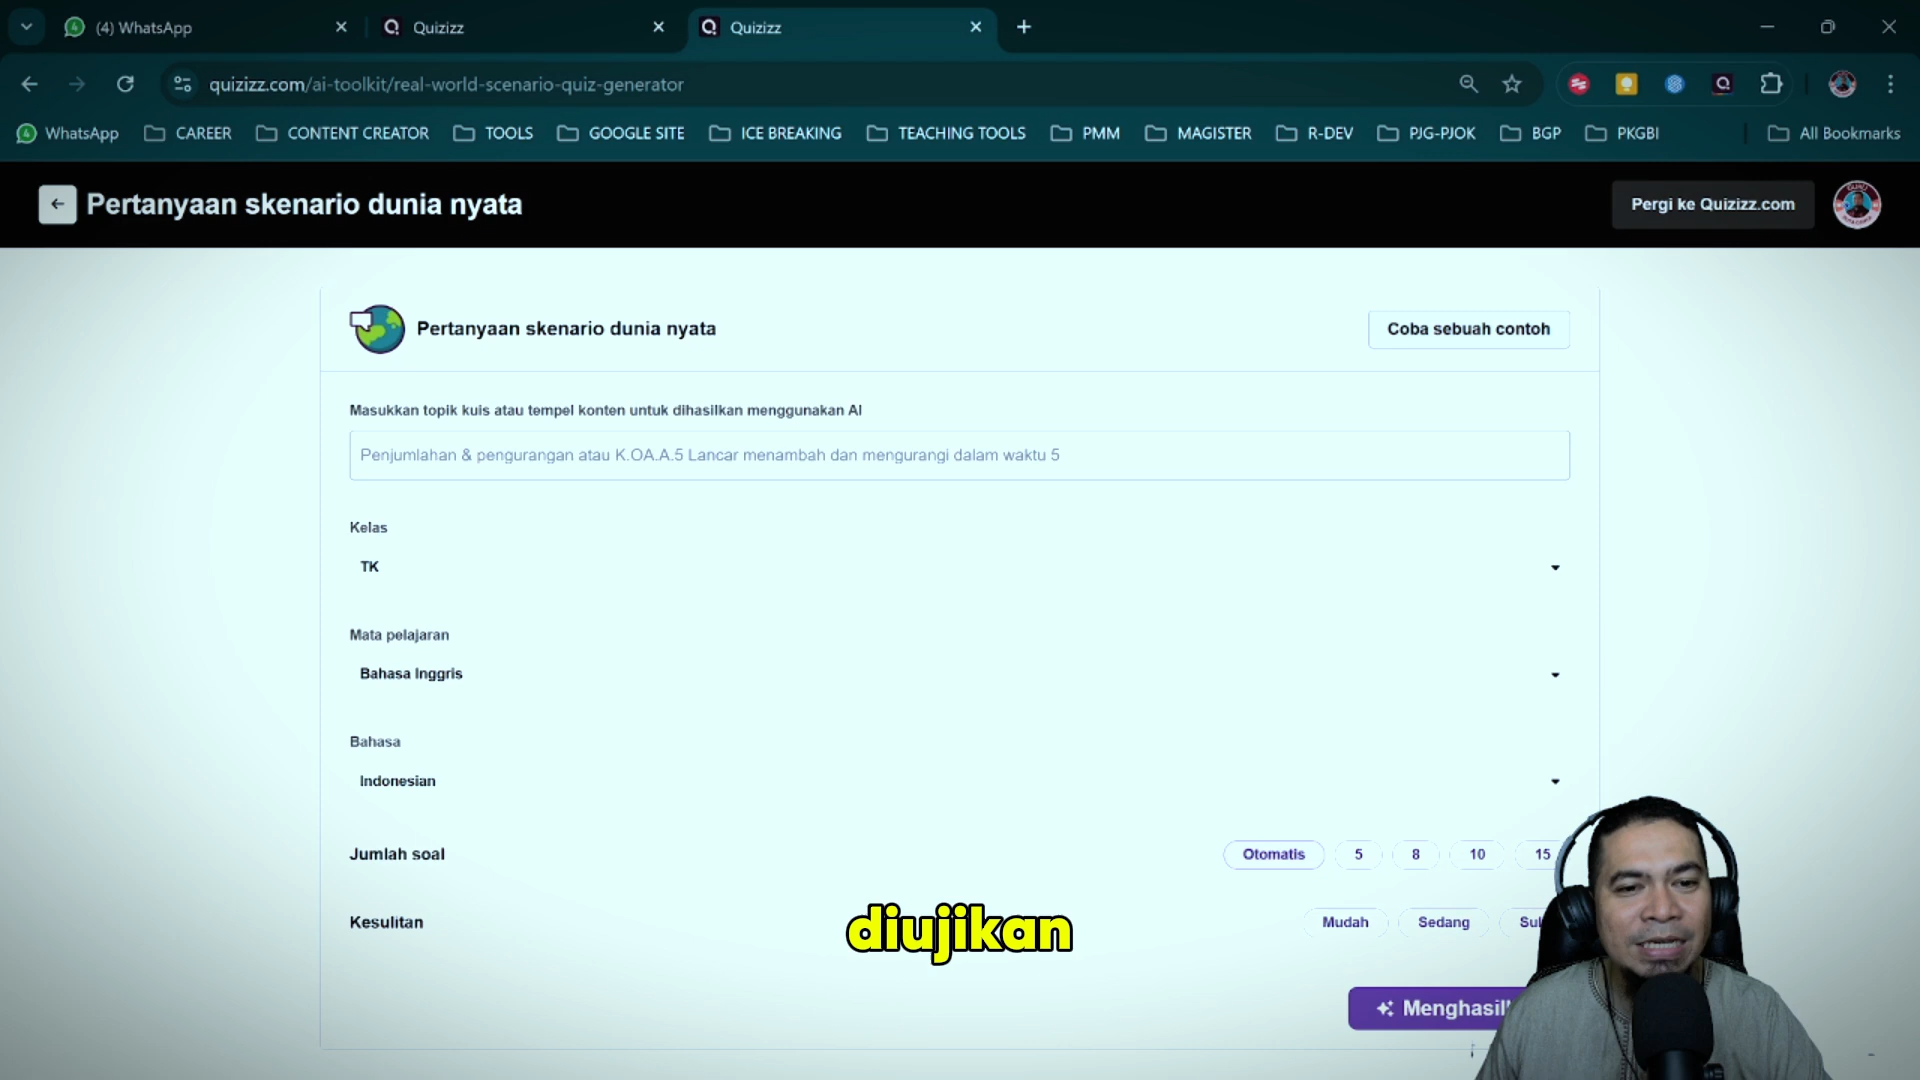 (4) WhatsApp
Quizizz
Quizizz
quizizz.com/ai-toolkit/real-world-scenario-quiz-generator
WhatsApp
CAREER
CONTENT CREATOR
TOOLS
GOOGLE SITE
ICE BREAKING
TEACHING TOOLS
PMM
MAGISTER
R-DEV
PJG-PJOK
BGP
PKGBI
All Bookmarks
Pertanyaan skenario dunia nyata
Pergi ke Quizizz.com
Pertanyaan skenario dunia nyata
Coba sebuah contoh
Masukkan topik kuis atau tempel konten untuk dihasilkan menggunakan AI
Penjumlahan & pengurangan atau K.OA.A.5 Lancar menambah dan mengurangi dalam waktu 5
Kelas
TK
Mata pelajaran
Bahasa Inggris
Bahasa
Indonesian
Jumlah soal
Otomatis
5
8
10
15
Kesulitan
Mudah
Sedang
diujikan